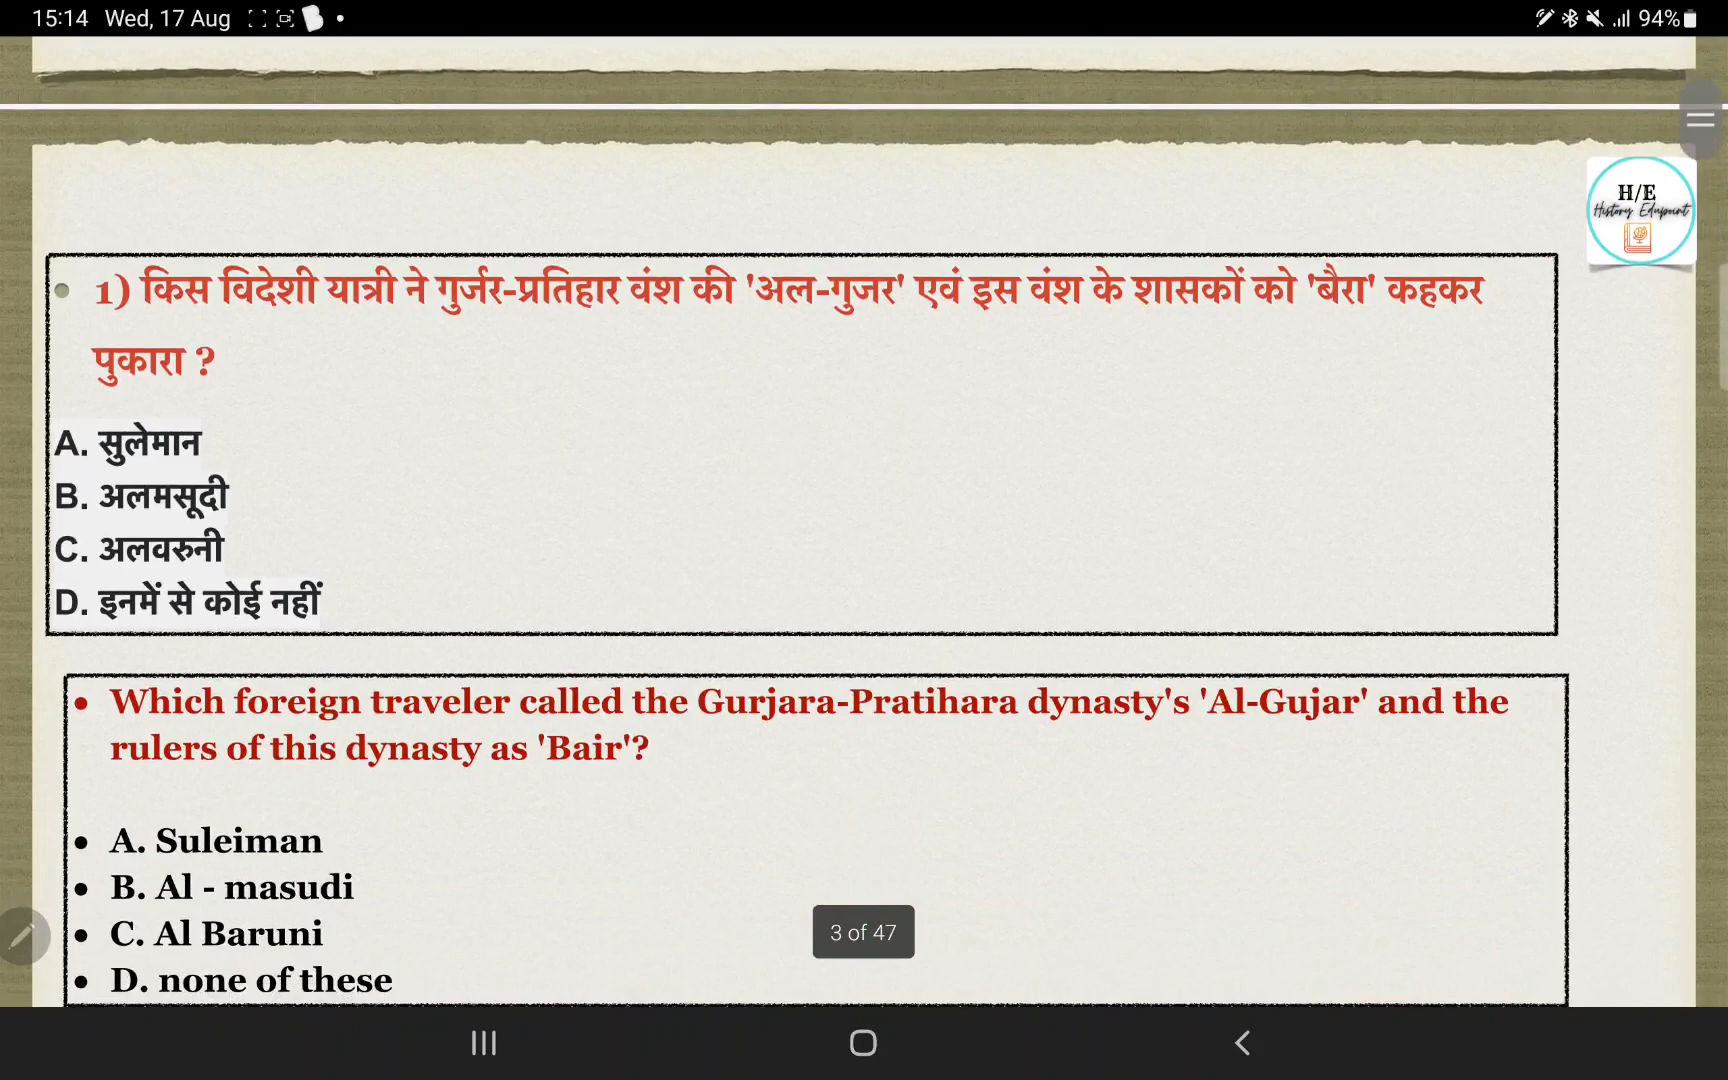 15:14 Wed, 17 Aug
94%
H/E
History Edupoint
1) किस विदेशी यात्री ने गुर्जर-प्रतिहार वंश की 'अल-गुजर' एवं इस वंश के शासकों को 'बैरा' कहकर
पुकारा ?
A. सुलेमान
B. अलमसूदी
C. अलवरुनी
D. इनमें से कोई नहीं
• Which foreign traveler called the Gurjara-Pratihara dynasty's 'Al-Gujar' and the
rulers of this dynasty as 'Bair'?
• A. Suleiman
• B. Al - masudi
• C. Al Baruni
• D. none of these
3 of 47